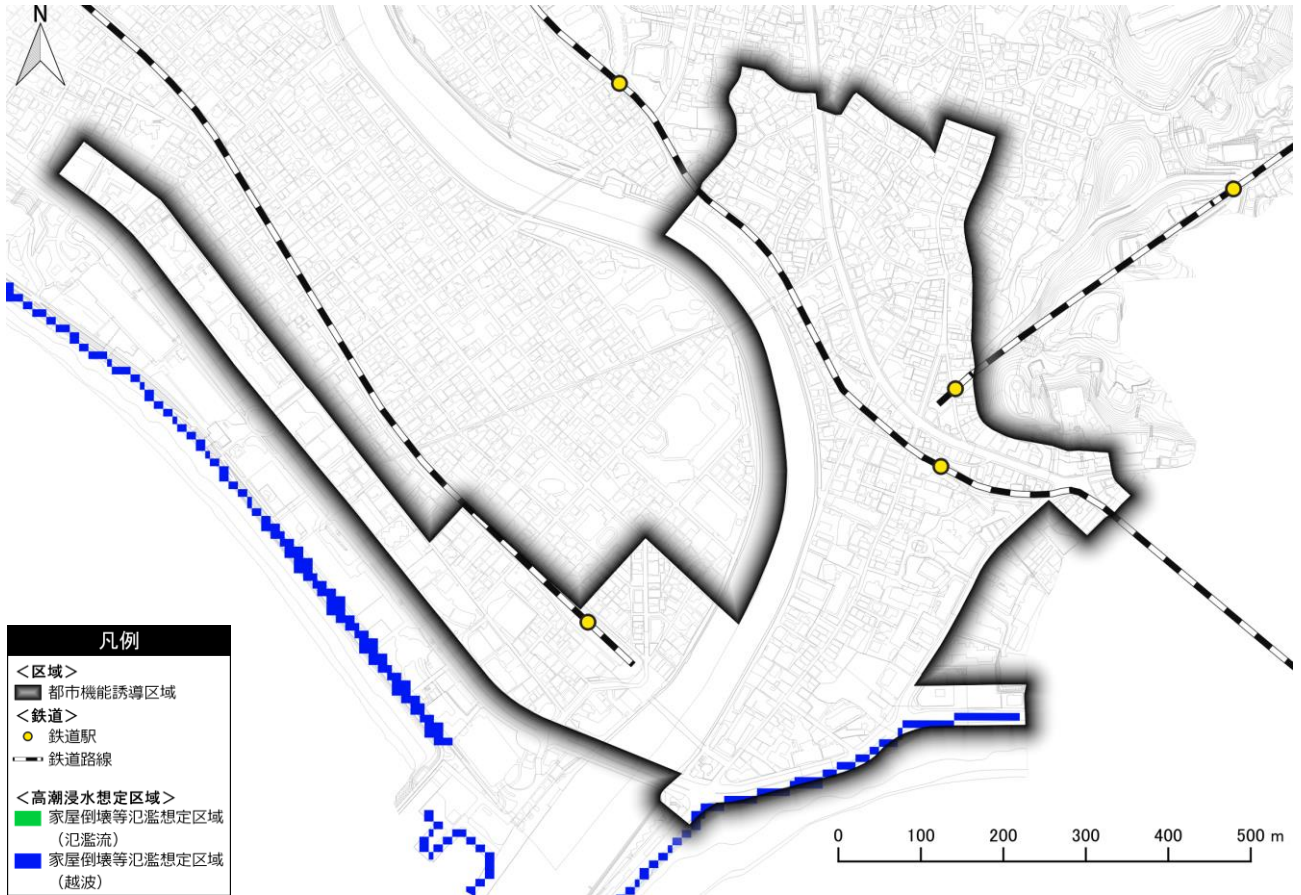 N
凡例
＜区域＞
都市機能誘導区域
＜鉄道＞
鉄道駅
鉄道路線
＜高潮浸水想定区域＞
家屋倒壊等氾濫想定区域
（氾濫流）
家屋倒壊等氾濫想定区域
（越波）
0 100 200 300 400 500 m